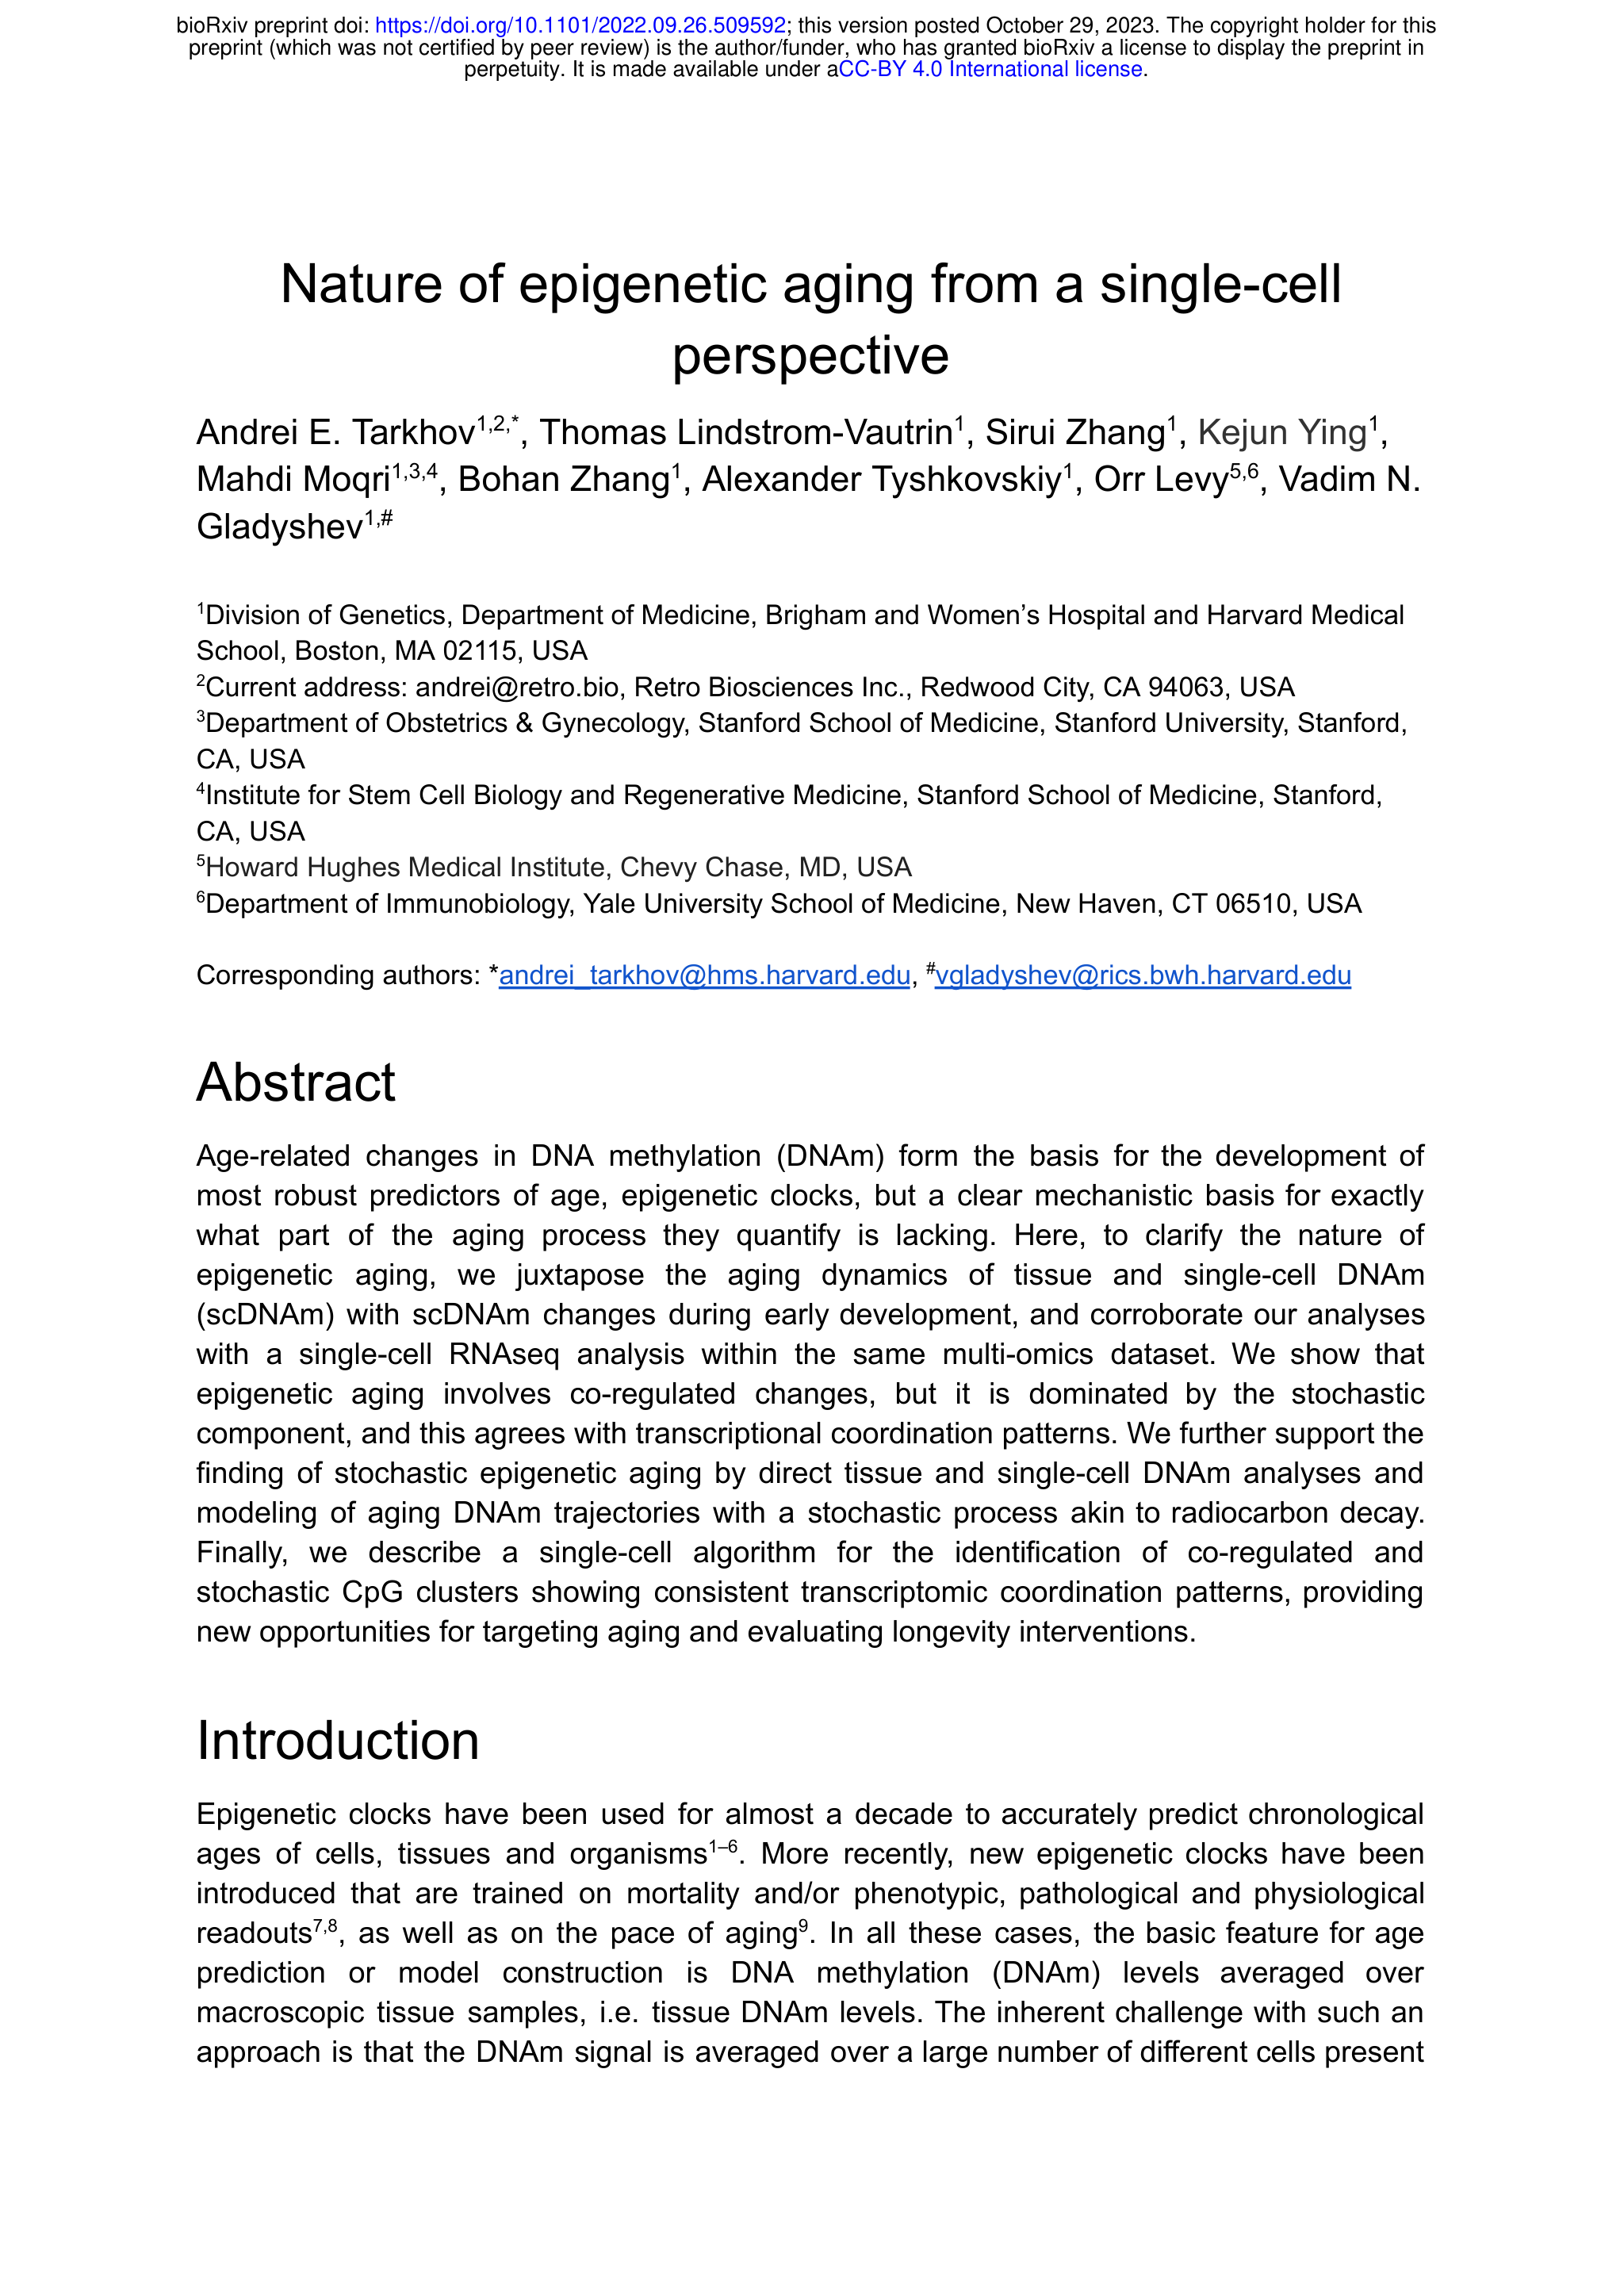 bioRxiv preprint doi: https://doi.org/10.1101/2022.09.26.509592; this version posted October 29, 2023. The copyright holder for this
preprint (which was not certified by peer review) is the author/funder, who has granted bioRxiv a license to display the preprint in
perpetuity. It is made available under aCC-BY 4.0 International license.
Nature of epigenetic aging from a single-cell
perspective
Andrei E. Tarkhov1,2,*, Thomas Lindstrom-Vautrin1, Sirui Zhang1, Kejun Ying1,
Mahdi Moqri1,3,4, Bohan Zhang1, Alexander Tyshkovskiy1, Orr Levy5,6, Vadim N.
Gladyshev1,#
1Division of Genetics, Department of Medicine, Brigham and Women’s Hospital and Harvard Medical
School, Boston, MA 02115, USA
2Current address: andrei@retro.bio, Retro Biosciences Inc., Redwood City, CA 94063, USA
3Department of Obstetrics & Gynecology, Stanford School of Medicine, Stanford University, Stanford,
CA, USA
4Institute for Stem Cell Biology and Regenerative Medicine, Stanford School of Medicine, Stanford,
CA, USA
5Howard Hughes Medical Institute, Chevy Chase, MD, USA
6Department of Immunobiology, Yale University School of Medicine, New Haven, CT 06510, USA
Corresponding authors: *andrei_tarkhov@hms.harvard.edu, #vgladyshev@rics.bwh.harvard.edu
Abstract
Age-related changes in DNA methylation (DNAm) form the basis for the development of
most robust predictors of age, epigenetic clocks, but a clear mechanistic basis for exactly
what part of the aging process they quantify is lacking. Here, to clarify the nature of
epigenetic aging, we juxtapose the aging dynamics of tissue and single-cell DNAm
(scDNAm) with scDNAm changes during early development, and corroborate our analyses
with a single-cell RNAseq analysis within the same multi-omics dataset. We show that
epigenetic aging involves co-regulated changes, but it is dominated by the stochastic
component, and this agrees with transcriptional coordination patterns. We further support the
finding of stochastic epigenetic aging by direct tissue and single-cell DNAm analyses and
modeling of aging DNAm trajectories with a stochastic process akin to radiocarbon decay.
Finally, we describe a single-cell algorithm for the identification of co-regulated and
stochastic CpG clusters showing consistent transcriptomic coordination patterns, providing
new opportunities for targeting aging and evaluating longevity interventions.
Introduction
Epigenetic clocks have been used for almost a decade to accurately predict chronological
ages of cells, tissues and organisms1–6. More recently, new epigenetic clocks have been
introduced that are trained on mortality and/or phenotypic, pathological and physiological
readouts7,8, as well as on the pace of aging9. In all these cases, the basic feature for age
prediction or model construction is DNA methylation (DNAm) levels averaged over
macroscopic tissue samples, i.e. tissue DNAm levels. The inherent challenge with such an
approach is that the DNAm signal is averaged over a large number of different cells present